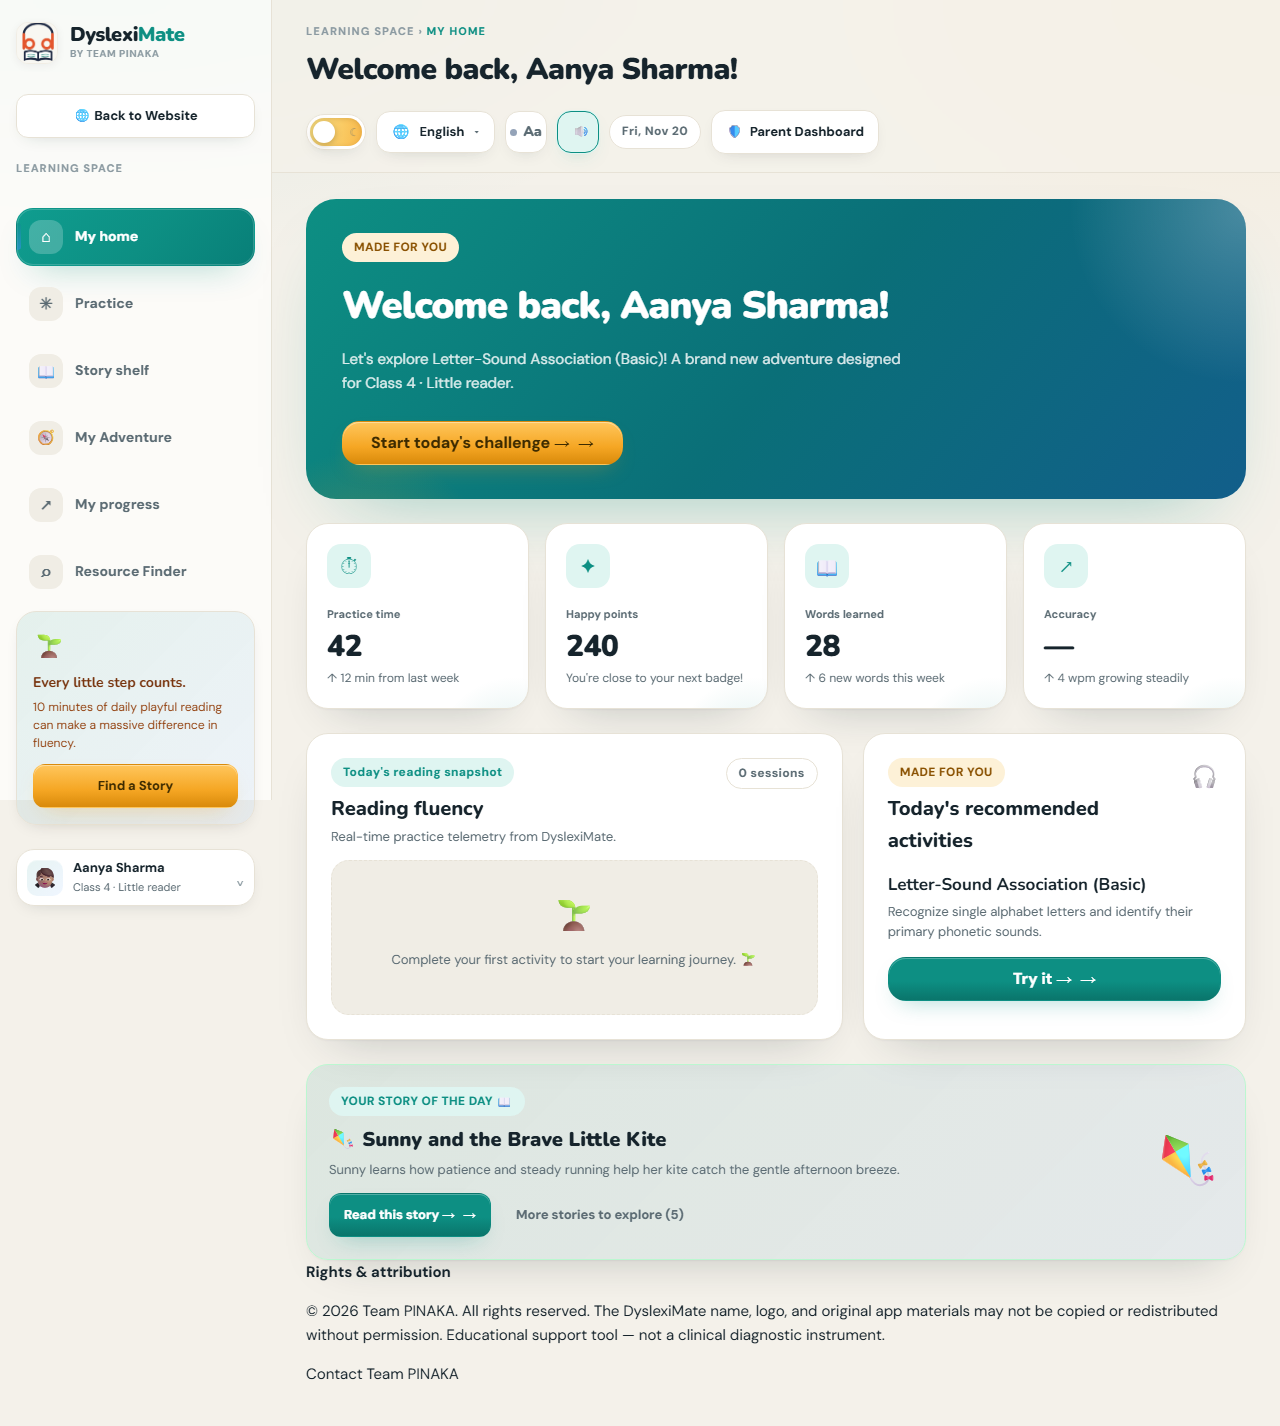 DyslexiMate
BY TEAM PINAKA
🌐 Back to Website
LEARNING SPACE
My home
Practice
Story shelf
My Adventure
My progress
Resource Finder
Every little step counts.
10 minutes of daily playful reading
can make a massive difference in
fluency.
Find a Story
Aanya Sharma
Class 4 · Little reader
LEARNING SPACE › MY HOME
Welcome back, Aanya Sharma!
English
Aa
Fri, Nov 20
Parent Dashboard
MADE FOR YOU
Welcome back, Aanya Sharma!
Let's explore Letter-Sound Association (Basic)! A brand new adventure designed
for Class 4 · Little reader.
Start today's challenge → →
Practice time
42
↑ 12 min from last week
Happy points
240
You're close to your next badge!
Words learned
28
↑ 6 new words this week
Accuracy
—
↑ 4 wpm growing steadily
Today's reading snapshot
0 sessions
Reading fluency
Real-time practice telemetry from DyslexiMate.
Complete your first activity to start your learning journey. 🌱
MADE FOR YOU
Today's recommended
activities
Letter-Sound Association (Basic)
Recognize single alphabet letters and identify their
primary phonetic sounds.
Try it → →
YOUR STORY OF THE DAY 📖
🪁 Sunny and the Brave Little Kite
Sunny learns how patience and steady running help her kite catch the gentle afternoon breeze.
Read this story → →
More stories to explore (5)
Rights & attribution
© 2026 Team PINAKA. All rights reserved. The DyslexiMate name, logo, and original app materials may not be copied or redistributed
without permission. Educational support tool — not a clinical diagnostic instrument.
Contact Team PINAKA